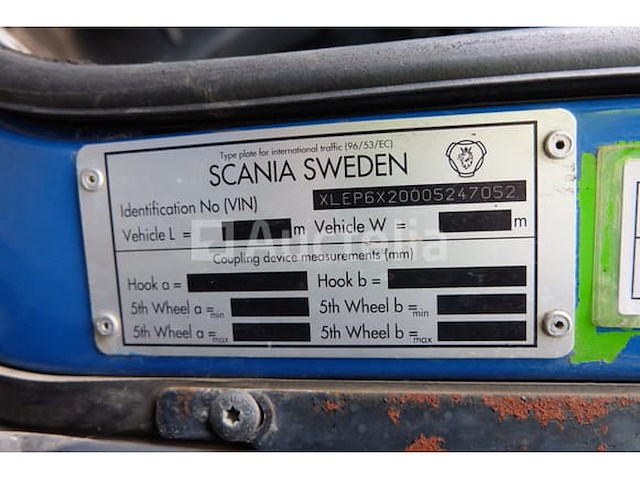 Type plate for international traffic (96/53/EC)
SCANIA SWEDEN
Identification No (VIN) XLEP6X20005247052
Vehicle L = m Vehicle W = m
Auctelia
Coupling device measurements (mm)
Hook a = Hook b =
5th Wheel a =min 5th Wheel b =min
5th Wheel a =max 5th Wheel b =max